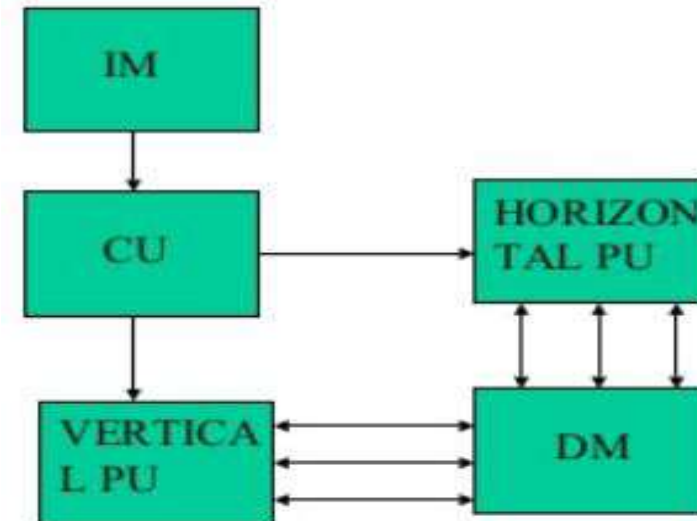 IM
CU
HORIZON
TAL PU
VERTICA
L PU
DM